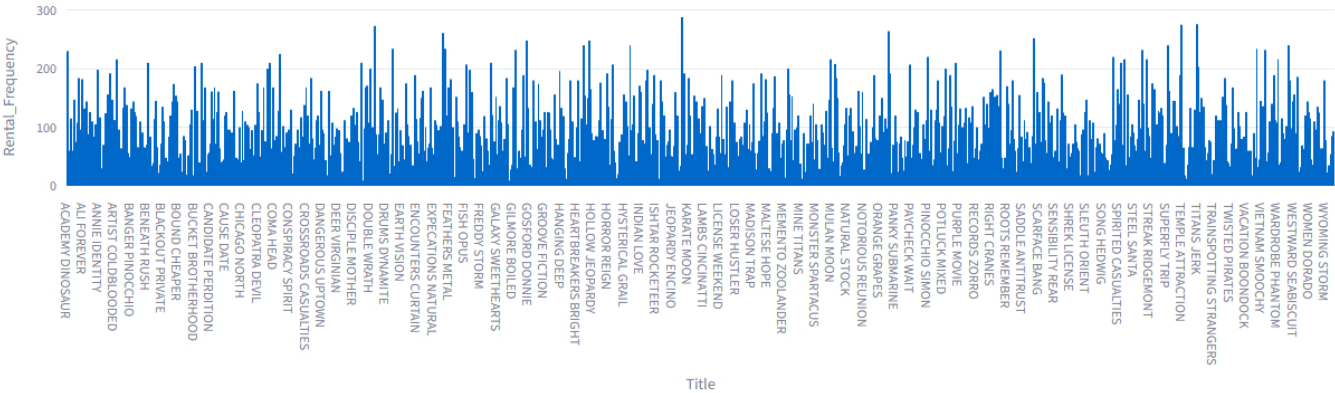 300
200
100
0
Rental_Frequency
ACADEMY DINOSAUR
ALI FOREVER
ANNIE IDENTITY
ARTIST COLDBLOODED
BANGER PINOCCHIO
BENEATH RUSH
BLACKOUT PRIVATE
BOUND CHEAPER
BUCKET BROTHERHOOD
CANDIDATE PERDITION
CAUSE DATE
CHICAGO NORTH
CLEOPATRA DEVIL
COMA HEAD
CONSPIRACY SPIRIT
CROSSROADS CASUALTIES
DANGEROUS UPTOWN
DEER VIRGINIAN
DISCIPLE MOTHER
DOUBLE WRATH
DRUMS DYNAMITE
EARTH VISION
ENCOUNTERS CURTAIN
EXPECATIONS NATURAL
FEATHERS METAL
FISH OPUS
FREDDY STORM
GALAXY SWEETHEARTS
GILMORE BOILED
GOSFORD DONNIE
GROOVE FICTION
HANGING DEEP
HEARTBREAKERS BRIGHT
HOLLOW JEOPARDY
HORROR REIGN
HYSTERICAL GRAIL
INDIAN LOVE
ISHTAR ROCKETEER
JEOPARDY ENCINO
KARATE MOON
LAMBS CINCINATTI
LICENSE WEEKEND
LOSER HUSTLER
MADISON TRAP
MALTESE HOPE
MEMENTO ZOOLANDER
MINE TITANS
MONSTER SPARTACUS
MULAN MOON
NATURAL STOCK
NOTORIOUS REUNION
ORANGE GRAPES
PANKY SUBMARINE
PAYCHECK WAIT
PINOCCHIO SIMON
POTLUCK MIXED
PURPLE MOVIE
RECORDS ZORRO
RIGHT CRANES
ROOTS REMEMBER
SADDLE ANTITRUST
SCARFACE BANG
SENSIBILITY REAR
SHREK LICENSE
SLEUTH ORIENT
SONG HEDWIG
SPIRITED CASUALTIES
STEEL SANTA
STREAK RIDGEMONT
SUPERFLY TRIP
TEMPLE ATTRACTION
TITANS JERK
TRAINSPOTTING STRANGERS
TWISTED PIRATES
VACATION BOONDOCK
VIETNAM SMOOCHY
WARDROBE PHANTOM
WESTWARD SEABISCUIT
WOMEN DORADO
WYOMING STORM
Title